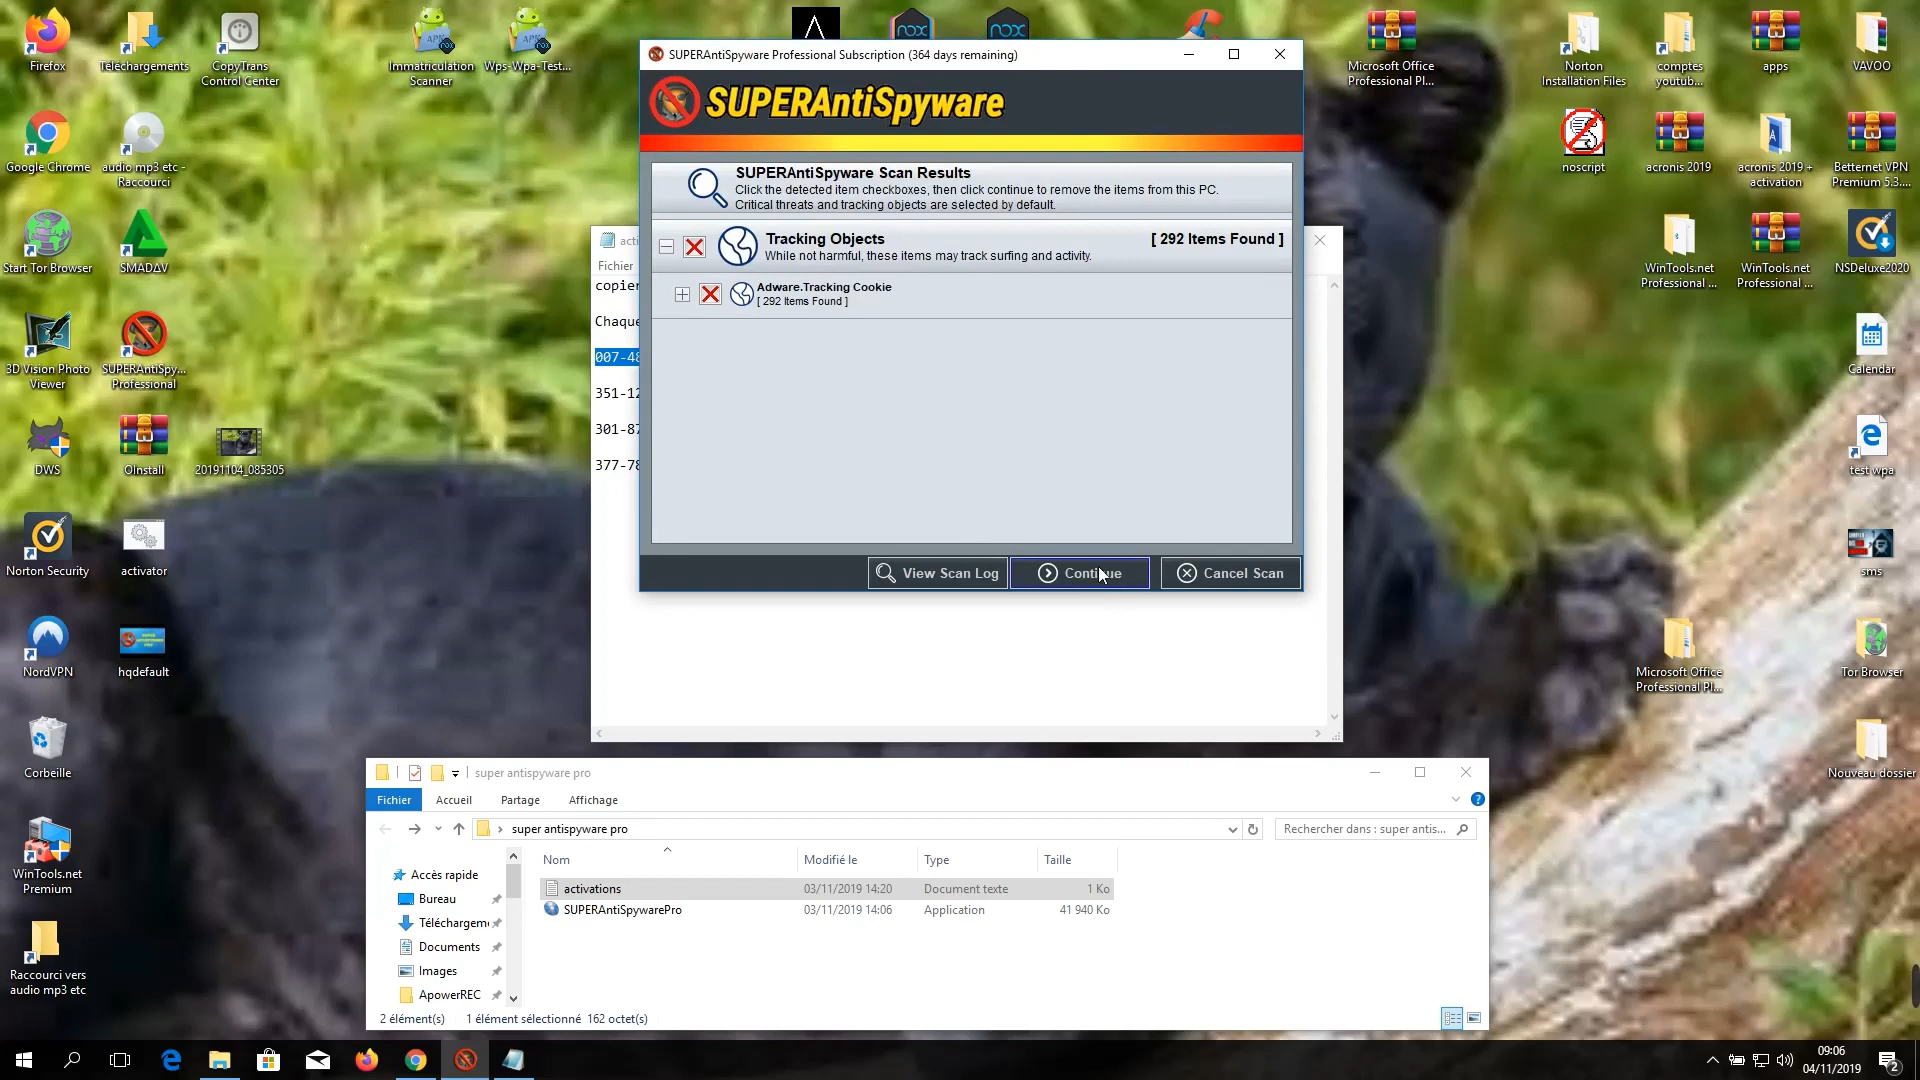 Firefox
Téléchargements
CopyTrans
Control Center
Immatriculation
Scanner
Wps-Wpa-Test...
nox
nox
Microsoft Office
Professional Pl...
Norton
Installation Files
comptes
youtub...
apps
VAVOO
Google Chrome
audio mp3 etc -
Raccourci
noscript
acronis 2019
acronis 2019 +
activation
Betternet VPN
Premium 5.3....
Start Tor Browser
SMADΔV
WinTools.net
Professional ...
WinTools.net
Professional ...
NSDeluxe2020
3D Vision Photo
Viewer
SUPERAntiSpy...
Professional
Calendar
DWS
OInstall
20191104_085305
test wpa
Norton Security
activator
sms
NordVPN
hqdefault
Microsoft Office
Professional Pl...
Tor Browser
Corbeille
Nouveau dossier
WinTools.net
Premium
Raccourci vers
audio mp3 etc
SUPERAntiSpyware Professional Subscription (364 days remaining)
SUPERAntiSpyware
SUPERAntiSpyware Scan Results
Click the detected item checkboxes, then click continue to remove the items from this PC.
Critical threats and tracking objects are selected by default.
Tracking Objects
[ 292 Items Found ]
While not harmful, these items may track surfing and activity.
Adware.Tracking Cookie
[ 292 Items Found ]
View Scan Log
Continue
Cancel Scan
acti
Fichier
copier
Chaque
007-48
351-12
301-87
377-78
super antispyware pro
Fichier
Accueil
Partage
Affichage
super antispyware pro
Rechercher dans : super antis...
Nom
Modifié le
Type
Taille
Accès rapide
Bureau
Téléchargem
Documents
Images
ApowerREC
activations
03/11/2019 14:20
Document texte
1 Ko
SUPERAntiSpywarePro
03/11/2019 14:06
Application
41 940 Ko
2 élément(s)
1 élément sélectionné 162 octet(s)
09:06
04/11/2019
2